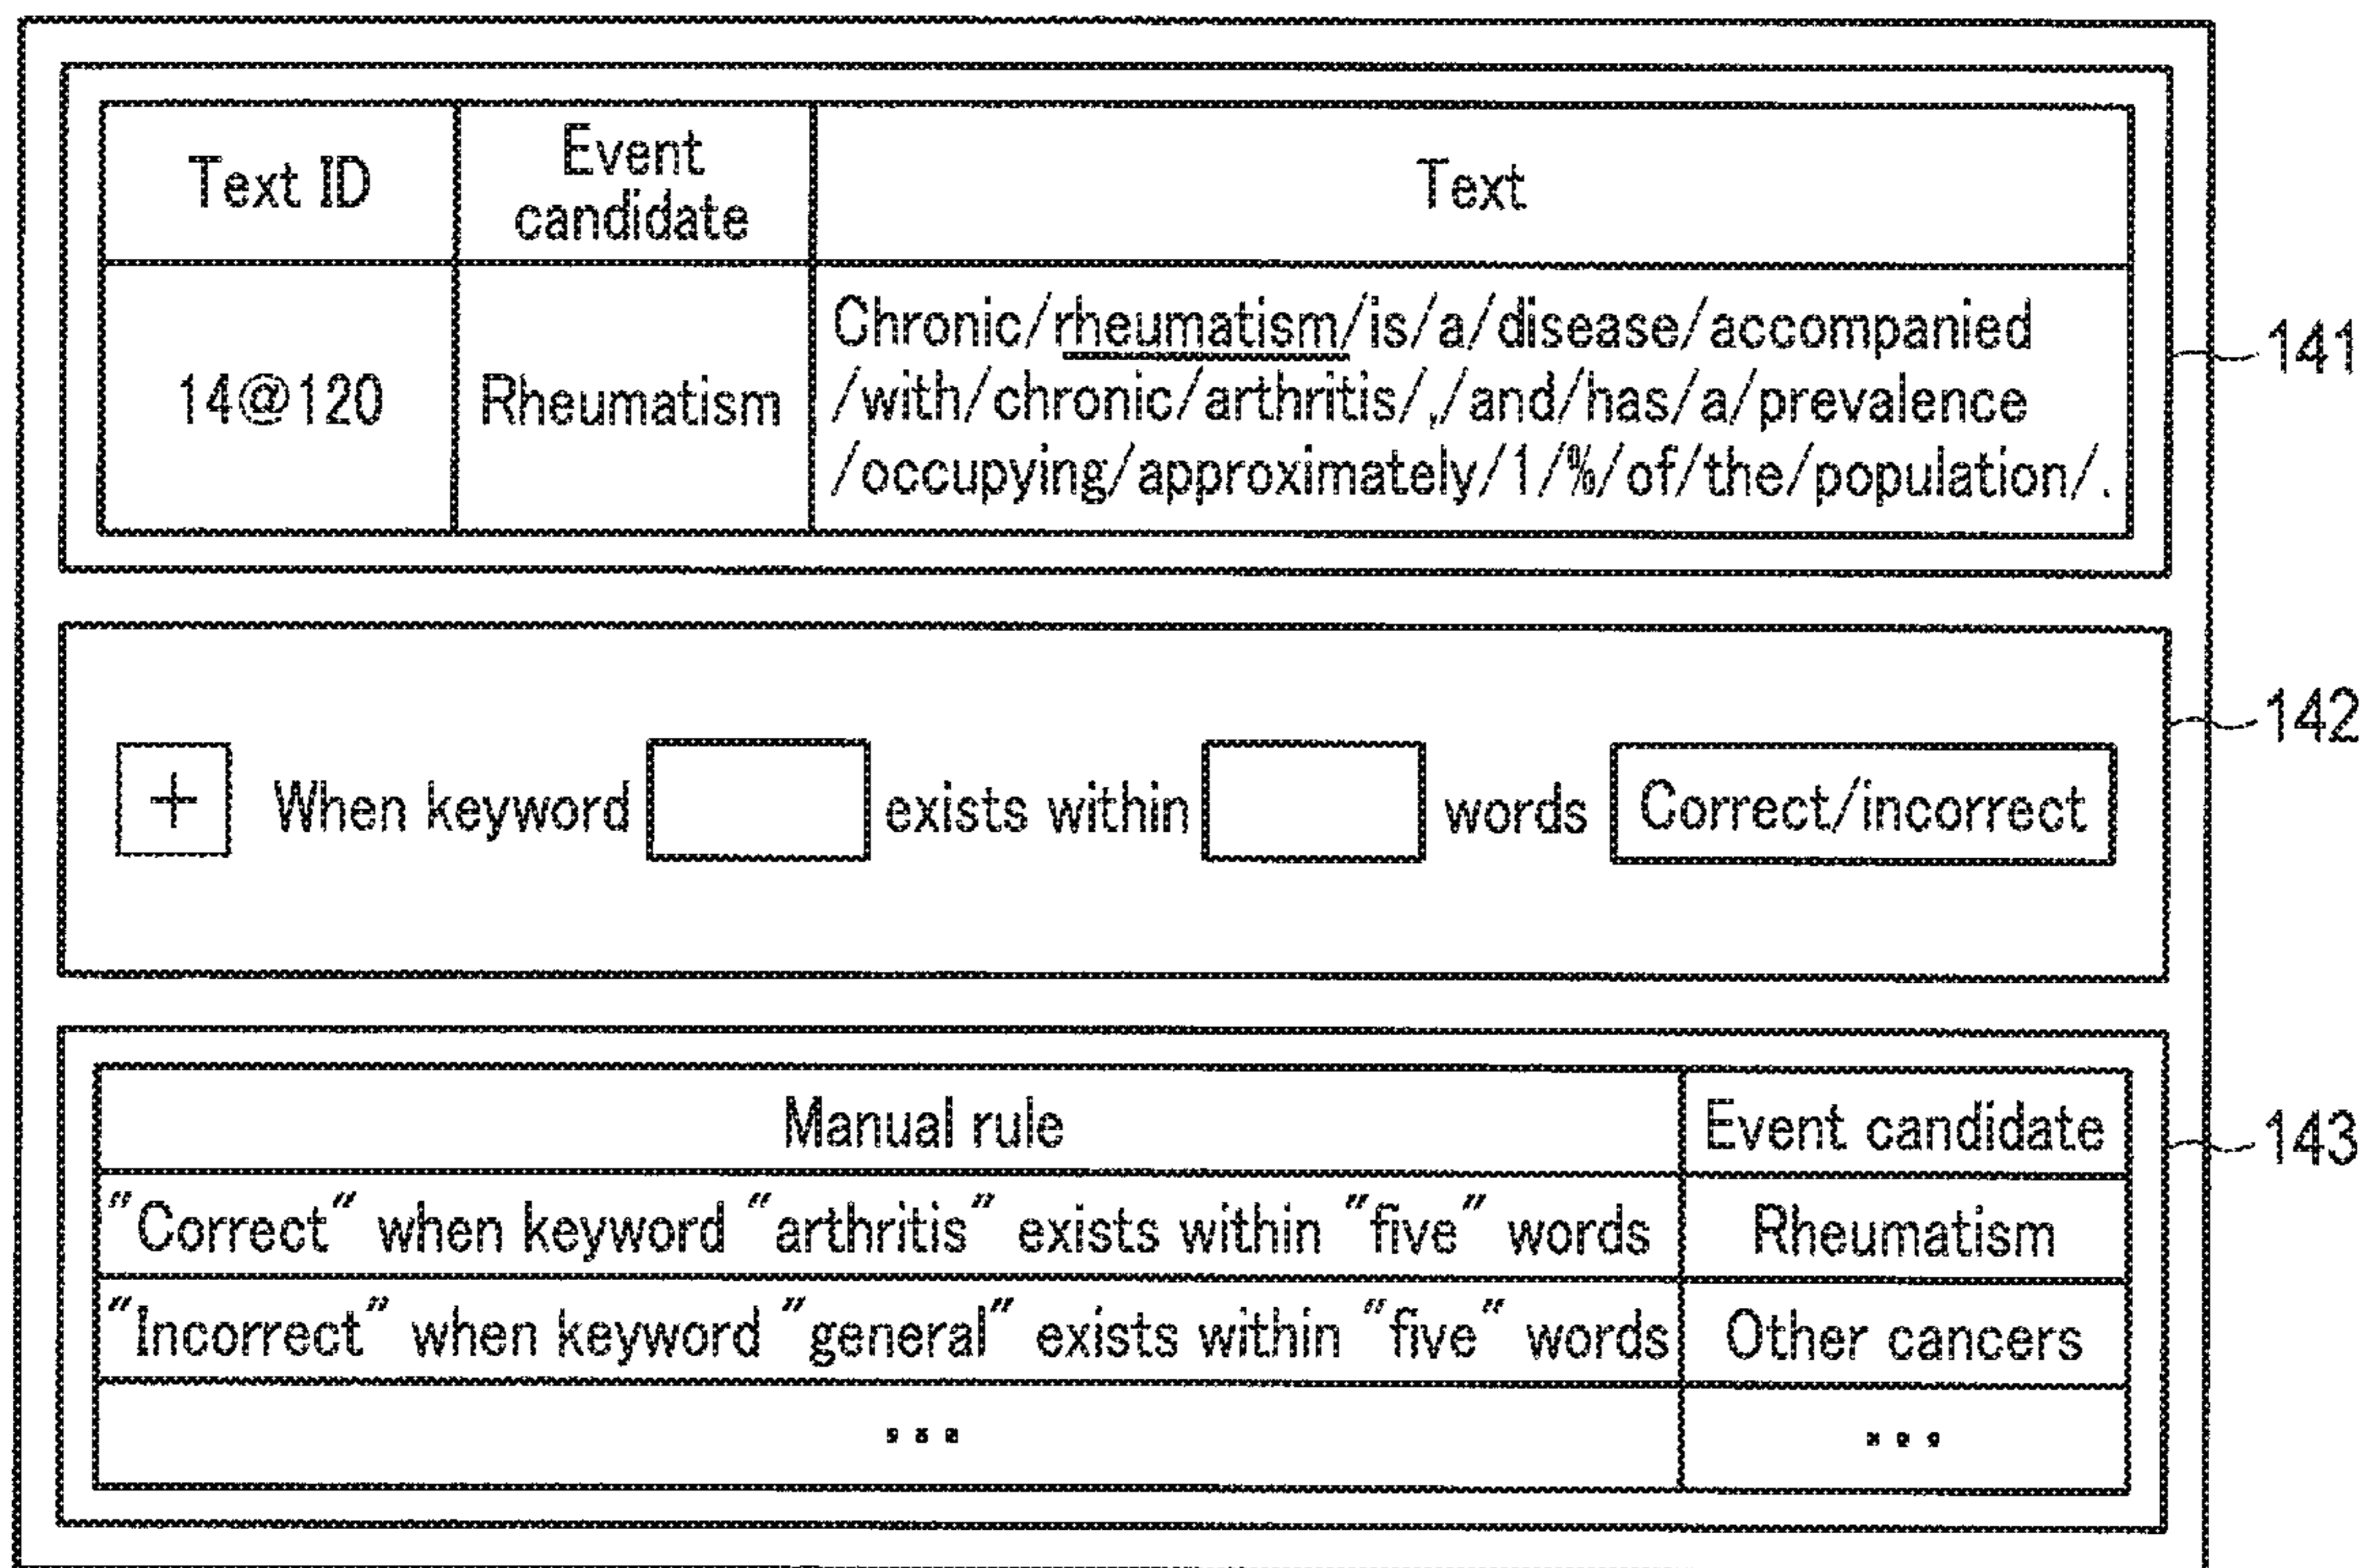 Text ID
Event
candidate
Text
14@120
Rheumatism
Chronic/rheumatism/is/a/disease/accompanied
/with/chronic/arthritis/,/and/has/a/prevalence
/occupying/approximately/1/%/of/the/population/.
141
+ When keyword exists within words Correct/incorrect
142
Manual rule Event candidate
143
"Correct" when keyword "arthritis" exists within "five" words Rheumatism
"Incorrect" when keyword "general" exists within "five" words Other cancers
... ...